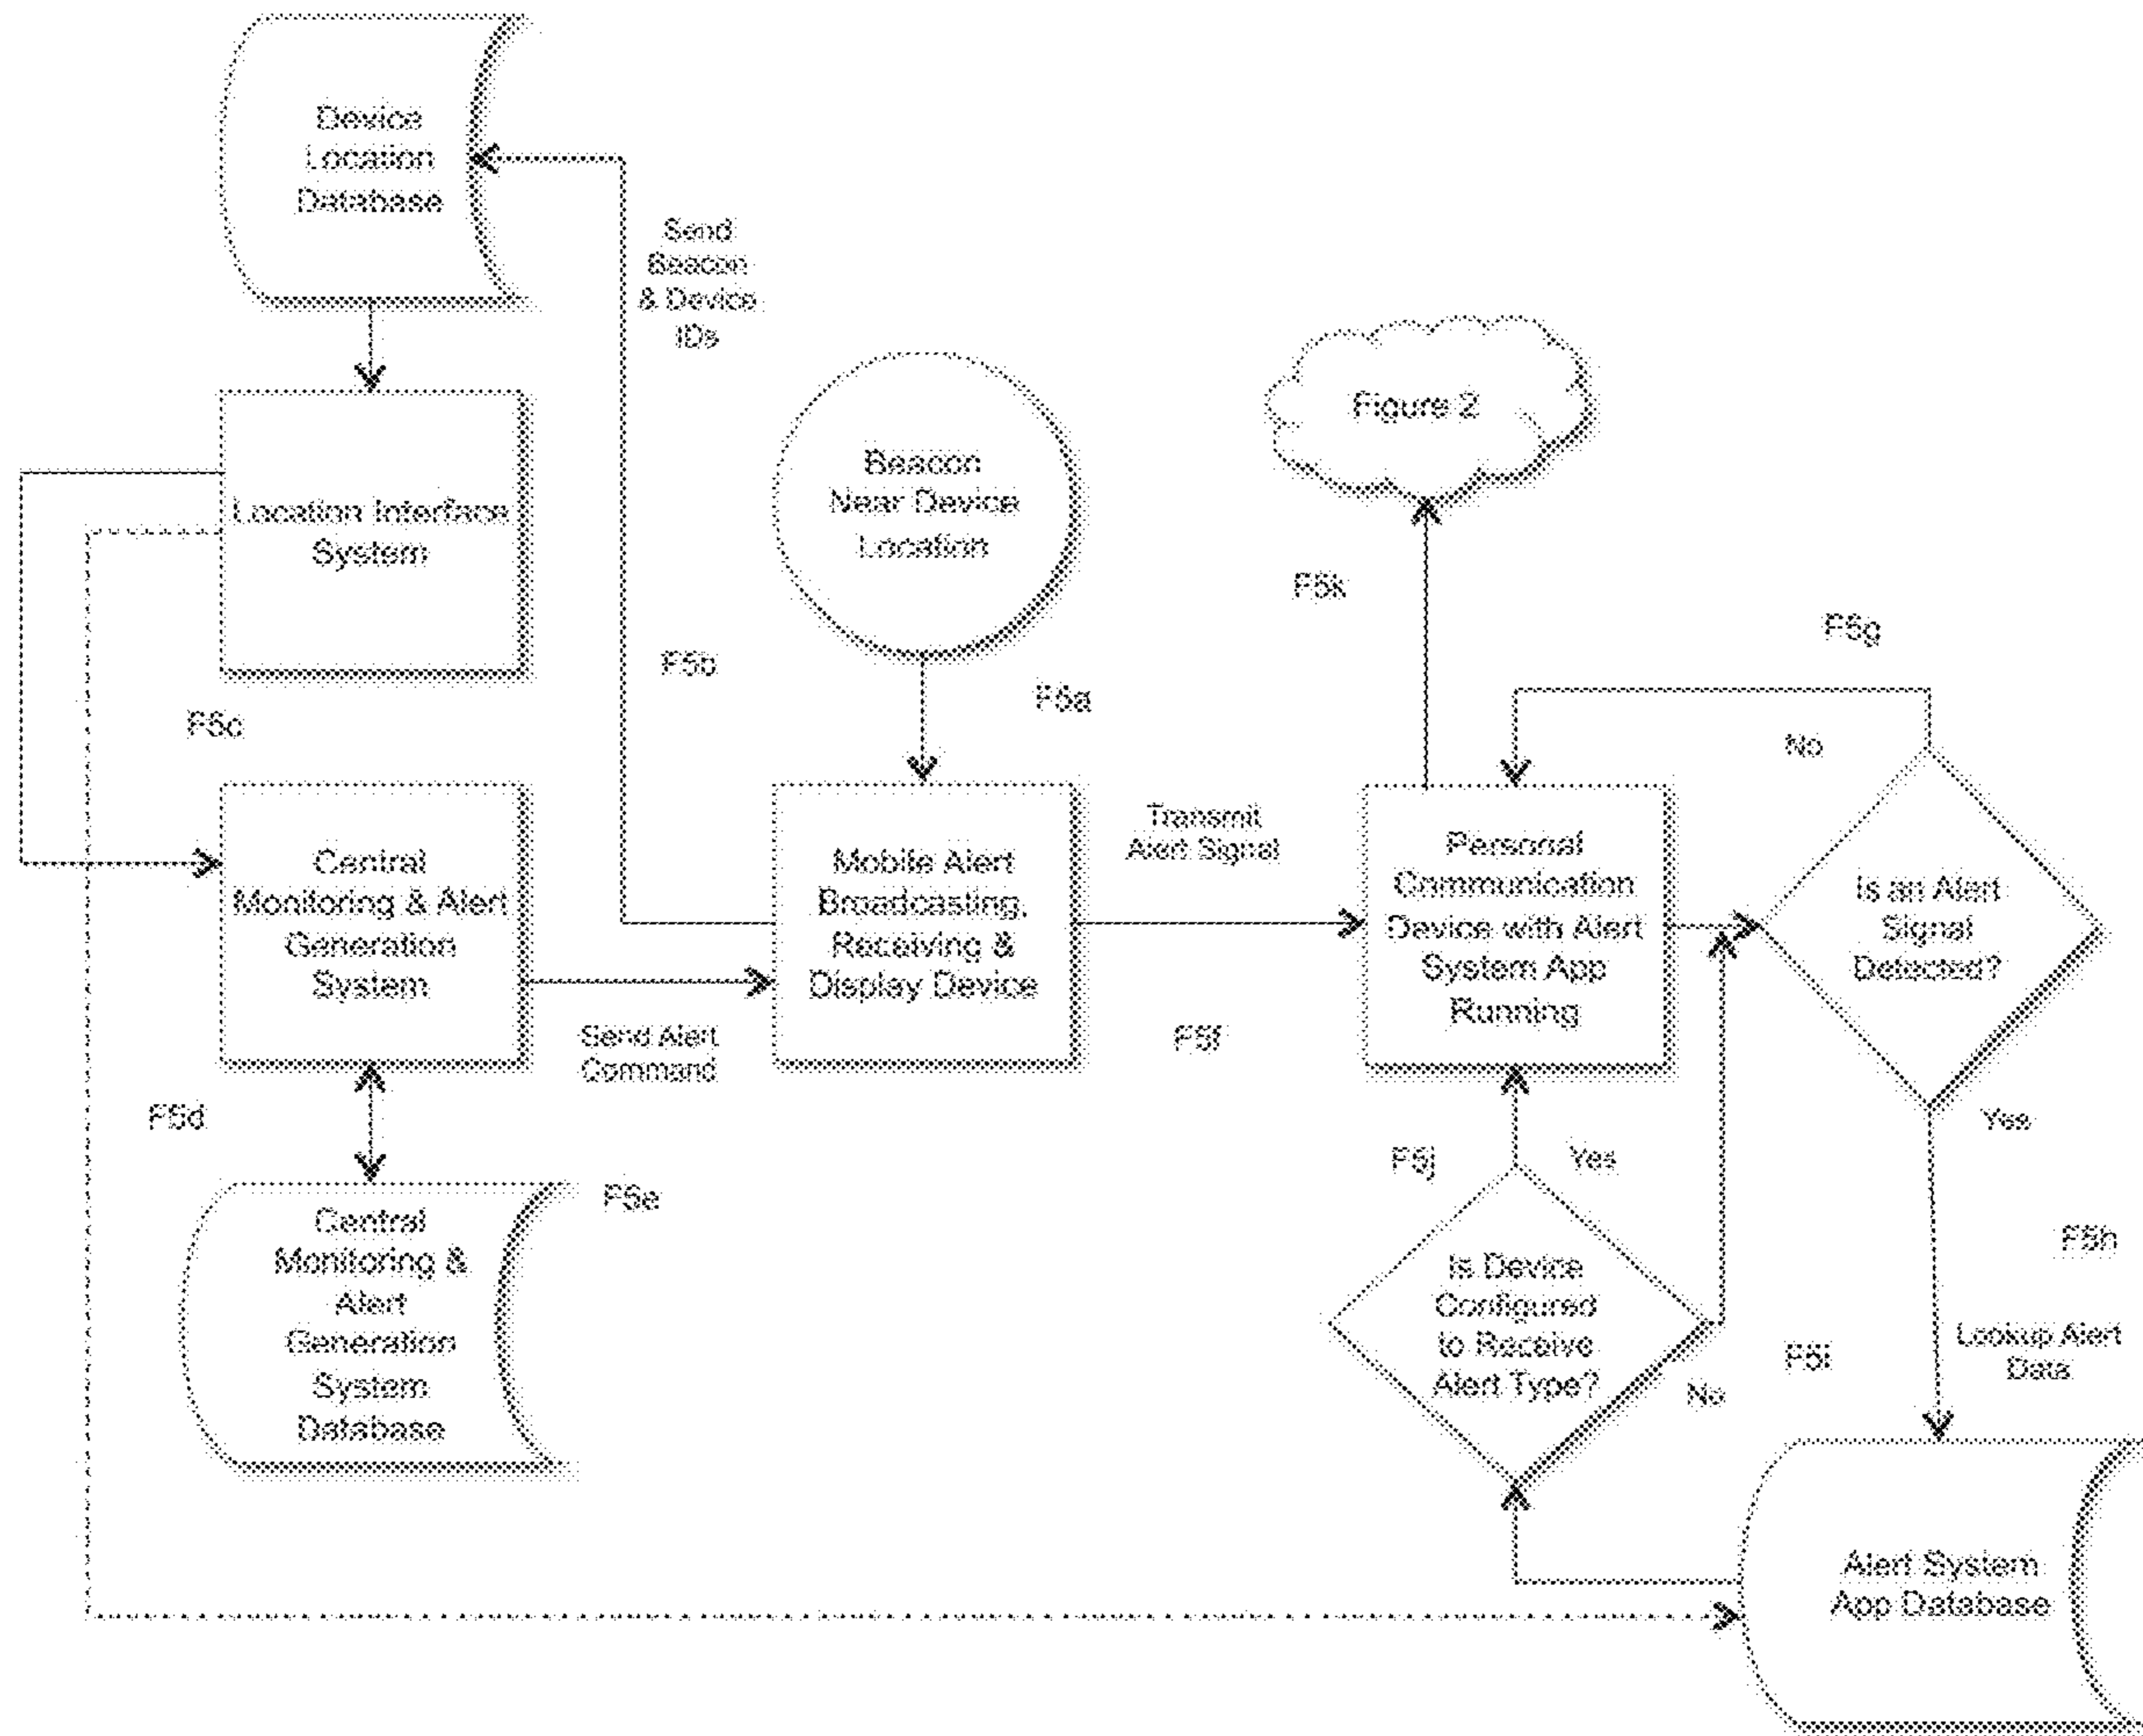 Device
Location
Database
Send
Beacon
& Device
IDs
Figure 2
Beacon
Near Device
Location
Location Interface
System
F5k
F5g
F5b
F5a
F5c
No
Transmit
Alert Signal
Central
Monitoring & Alert
Generation
System
Mobile Alert
Broadcasting,
Receiving &
Display Device
Personal
Communication
Device with Alert
System App
Running
Is an Alert
Signal
Detected?
Send Alert
Command
F5f
F5d
Yes
F5j
Yes
F5e
F5h
Central
Monitoring &
Alert
Generation
System
Database
Is Device
Configured
to Receive
Alert Type?
No
F5i
Lookup Alert
Data
Alert System
App Database